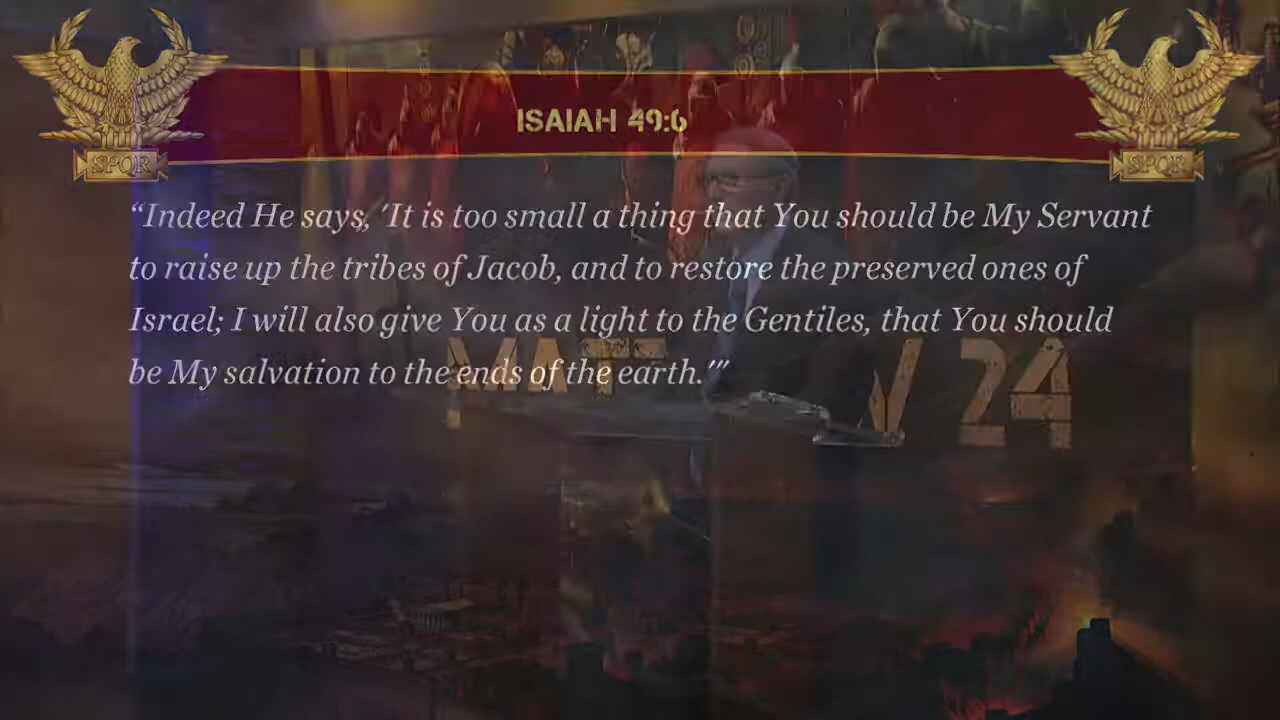 ISAIAH 49:6
SPQR SPQR
“Indeed He says, ‘It is too small a thing that You should be My Servant
to raise up the tribes of Jacob, and to restore the preserved ones of
Israel; I will also give You as a light to the Gentiles, that You should
be My salvation to the ends of the earth.’”
24